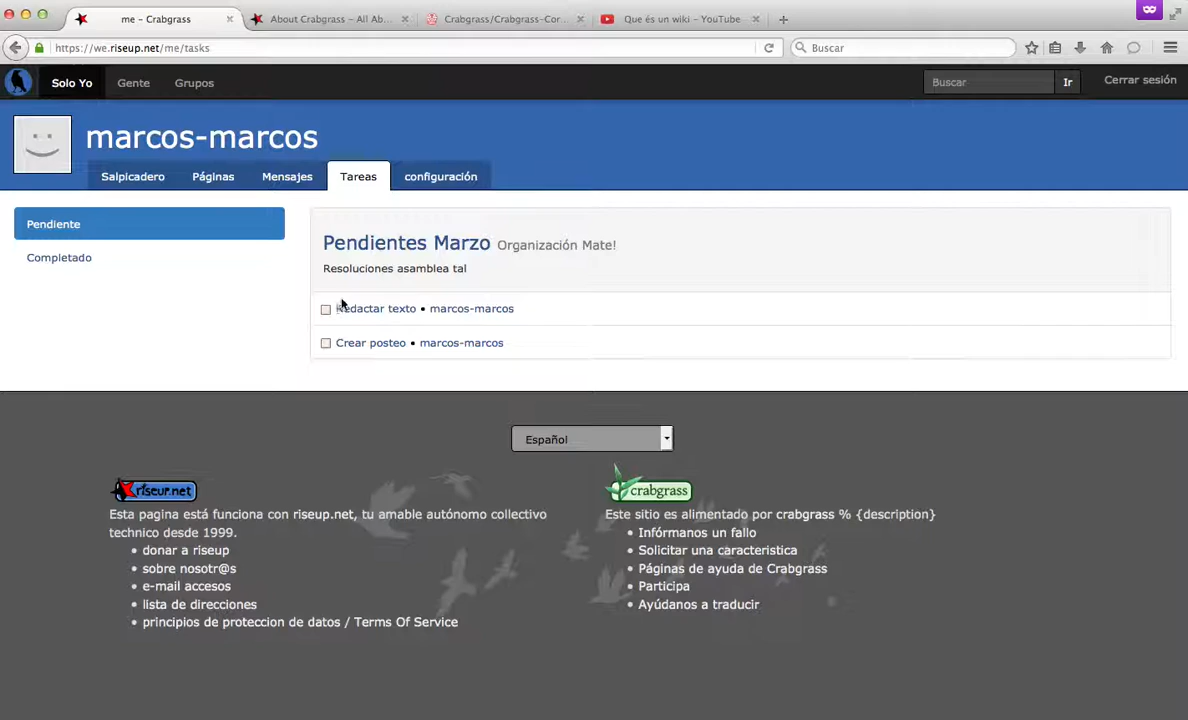 me – Crabgrass
About Crabgrass – All Ab...
Crabgrass/Crabgrass-Cor...
Que és un wiki - YouTube
https://we.riseup.net/me/tasks
Buscar
Solo Yo
Gente
Grupos
Buscar
Ir
Cerrar sesión
marcos-marcos
Salpicadero
Páginas
Mensajes
Tareas
configuración
Pendiente
Completado
Pendientes Marzo Organización Mate!
Resoluciones asamblea tal
Redactar texto • marcos-marcos
Crear posteo • marcos-marcos
Español
riseup.net
Esta pagina está funciona con riseup.net, tu amable autónomo collectivo
technico desde 1999.
• donar a riseup
• sobre nosotr@s
• e-mail accesos
• lista de direcciones
• principios de proteccion de datos / Terms Of Service
crabgrass
Este sitio es alimentado por crabgrass % {description}
• Infórmanos un fallo
• Solicitar una caracteristica
• Páginas de ayuda de Crabgrass
• Participa
• Ayúdanos a traducir